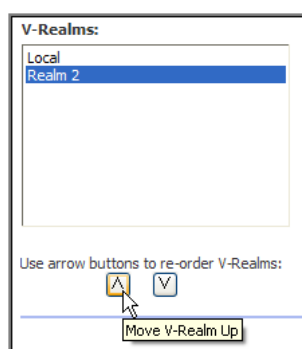 V-Realms:
Local
Realm 2
Use arrow buttons to re-order V-Realms:
Move V-Realm Up